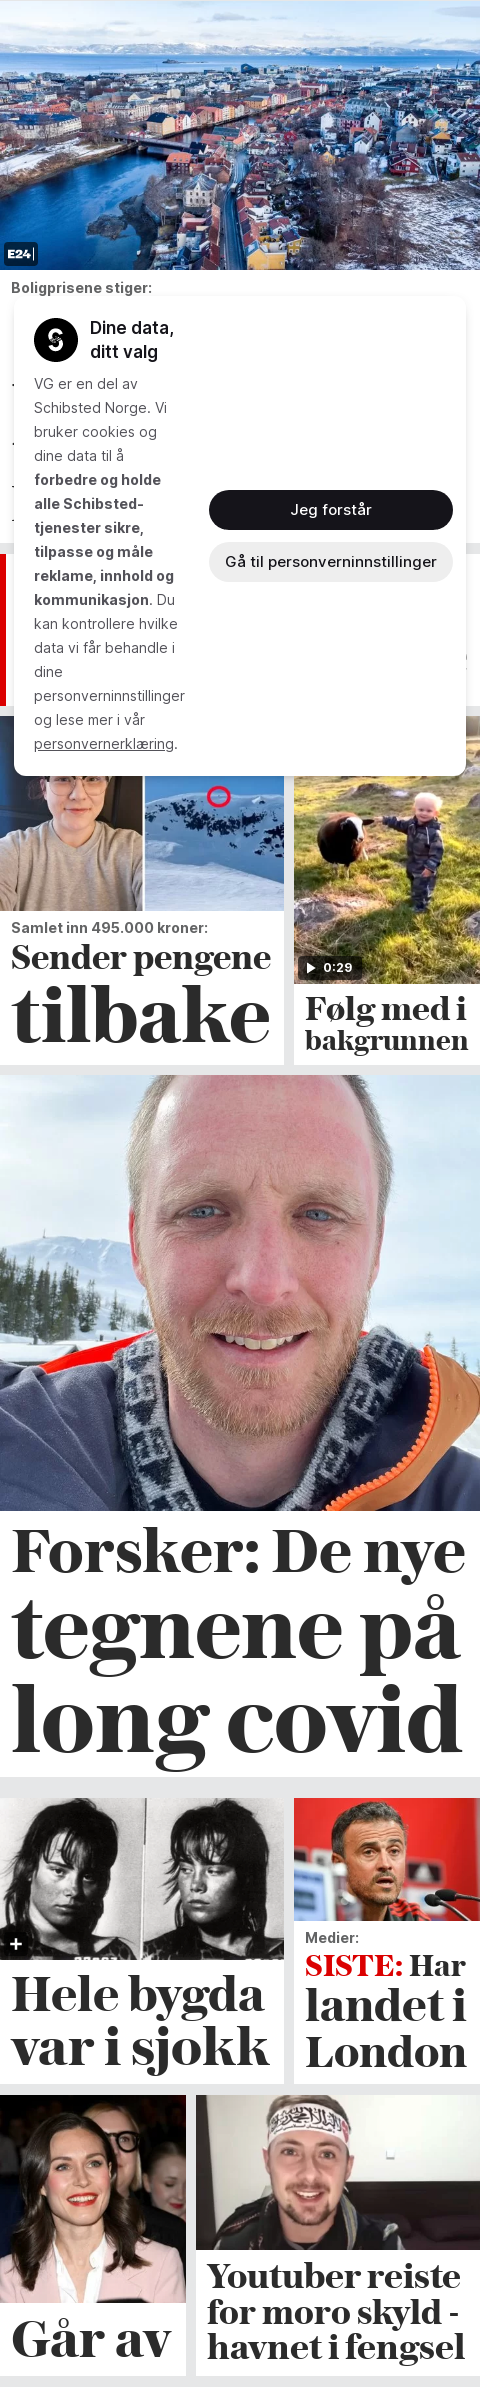 E24
Boligprisene stiger:
Dine data,
ditt valg
VG er en del av
Schibsted Norge. Vi
bruker cookies og
dine data til å
forbedre og holde
alle Schibsted-
tjenester sikre,
tilpasse og måle
reklame, innhold og
kommunikasjon. Du
kan kontrollere hvilke
data vi får behandle i
dine
personverninnstillinger
og lese mer i vår
personvernerklæring.
Jeg forstår
Gå til personverninnstillinger
Samlet inn 495.000 kroner:
Sender pengene
tilbake
0:29
Følg med i
bakgrunnen
Forsker: De nye
tegnene på
long covid
Hele bygda
var i sjokk
Medier:
SISTE: Har
landet i
London
Går av
Youtuber reiste
for moro skyld -
havnet i fengsel